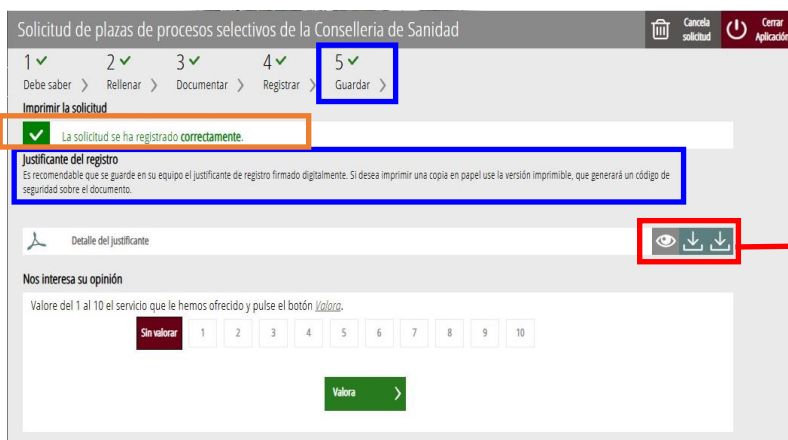 Solicitud de plazas de procesos selectivos de la Conselleria de Sanidad
Cancela solicitud
Cerrar Aplicación
1 2 3 4 5
Debe saber Rellenar Documentar Registrar Guardar
Imprimir la solicitud
La solicitud se ha registrado correctamente.
Justificante del registro
Es recomendable que se guarde en su equipo el justificante de registro firmado digitalmente. Si desea imprimir una copia en papel use la versión imprimible, que generará un código de
seguridad sobre el documento.
Detalle del justificante
Nos interesa su opinión
Valore del 1 al 10 el servicio que le hemos ofrecido y pulse el botón Valora.
Sin valorar 1 2 3 4 5 6 7 8 9 10
Valora